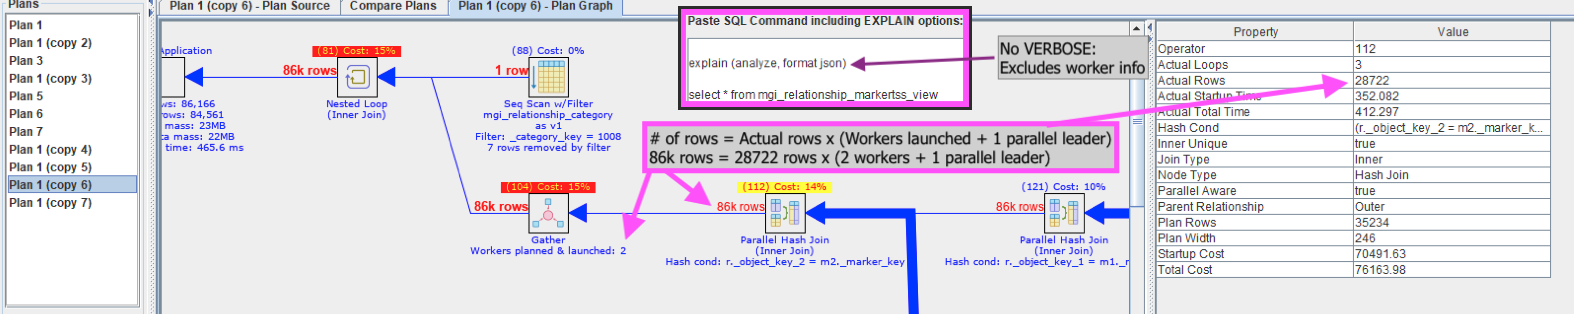 Plans
Plan 1
Plan 1 (copy 2)
Plan 3
Plan 1 (copy 3)
Plan 5
Plan 6
Plan 7
Plan 1 (copy 4)
Plan 1 (copy 5)
Plan 1 (copy 6)
Plan 1 (copy 7)
Plan 1 (copy 6) - Plan Source
Compare Plans
Plan 1 (copy 6) - Plan Graph
Application
ws: 86,166
ows: 84,561
mass: 23MB
a mass: 22MB
time: 465.6 ms
86k rows
(81) Cost: 15%
Nested Loop
(Inner Join)
1 row
(88) Cost: 0%
Seq Scan w/Filter
mgi_relationship_category
as v1
Filter: _category_key = 1008
7 rows removed by filter
Paste SQL Command including EXPLAIN options:
explain (analyze, format json)
select * from mgi_relationship_markertss_view
No VERBOSE:
Excludes worker info
# of rows = Actual rows x (Workers launched + 1 parallel leader)
86k rows = 28722 rows x (2 workers + 1 parallel leader)
86k rows
(104) Cost: 15%
Gather
Workers planned & launched: 2
86k rows
(112) Cost: 14%
Parallel Hash Join
(Inner Join)
Hash cond: r._object_key_2 = m2._marker_key
86k rows
(121) Cost: 10%
Parallel Hash Join
(Inner Join)
Hash cond: r._object_key_1 = m1._r
Property Value
Operator 112
Actual Loops 3
Actual Rows 28722
Actual Startup Time 352.082
Actual Total Time 412.297
Hash Cond (r._object_key_2 = m2._marker_k...
Inner Unique true
Join Type Inner
Node Type Hash Join
Parallel Aware true
Parent Relationship Outer
Plan Rows 35234
Plan Width 246
Startup Cost 70491.63
Total Cost 76163.98